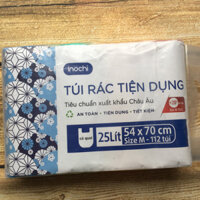 inochi
TÚI RÁC TIỆN DỤNG
Tiêu chuẩn xuất khẩu Châu Âu
AN TOÀN - TIỆN DỤNG - TIẾT KIỆM
25Lít
54 x 70 cm
Size M - 112 túi